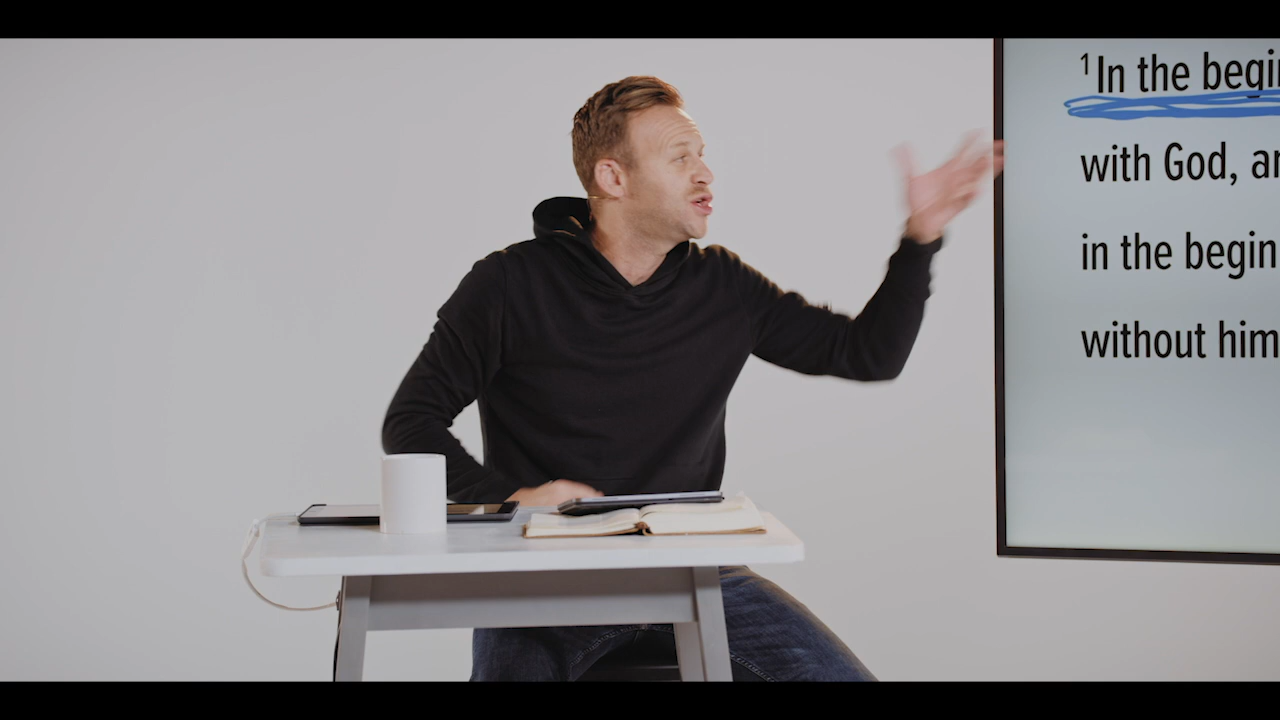 ¹In the begi
with God, a
in the begin
without him